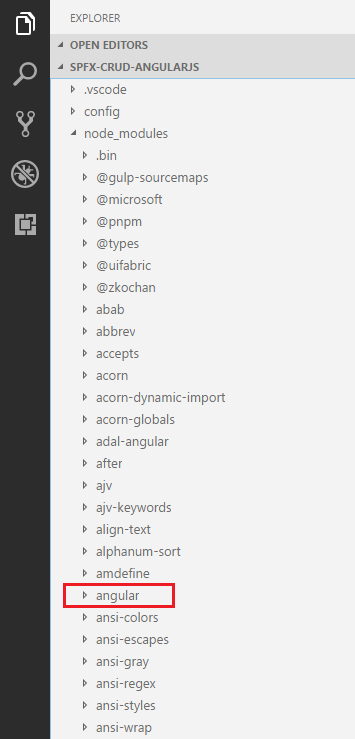 EXPLORER
OPEN EDITORS
SPFX-CRUD-ANGULARJS
.vscode
config
node_modules
.bin
@gulp-sourcemaps
@microsoft
@pnpm
@types
@uifabric
@zkochan
abab
abbrev
accepts
acorn
acorn-dynamic-import
acorn-globals
adal-angular
after
ajv
ajv-keywords
align-text
alphanum-sort
amdefine
angular
ansi-colors
ansi-escapes
ansi-gray
ansi-regex
ansi-styles
ansi-wrap